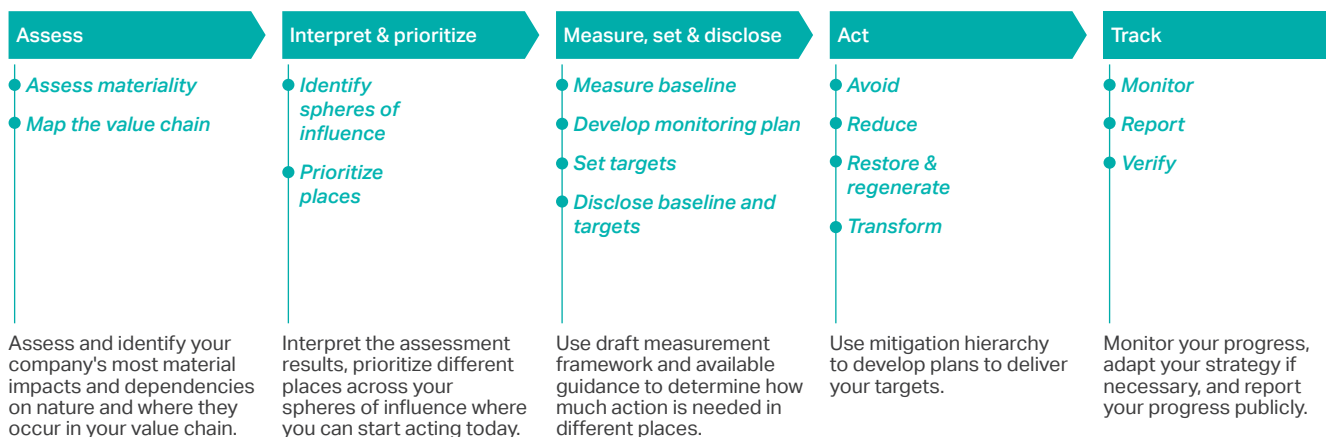 Assess
Assess materiality
Map the value chain
Assess and identify your
company's most material
impacts and dependencies
on nature and where they
occur in your value chain.
Interpret & prioritize
Identify
spheres of
influence
Prioritize
places
Interpret the assessment
results, prioritize different
places across your
spheres of influence where
you can start acting today.
Measure, set & disclose
Measure baseline
Develop monitoring plan
Set targets
Disclose baseline and
targets
Use draft measurement
framework and available
guidance to determine how
much action is needed in
different places.
Act
Avoid
Reduce
Restore &
regenerate
Transform
Use mitigation hierarchy
to develop plans to deliver
your targets.
Track
Monitor
Report
Verify
Monitor your progress,
adapt your strategy if
necessary, and report
your progress publicly.